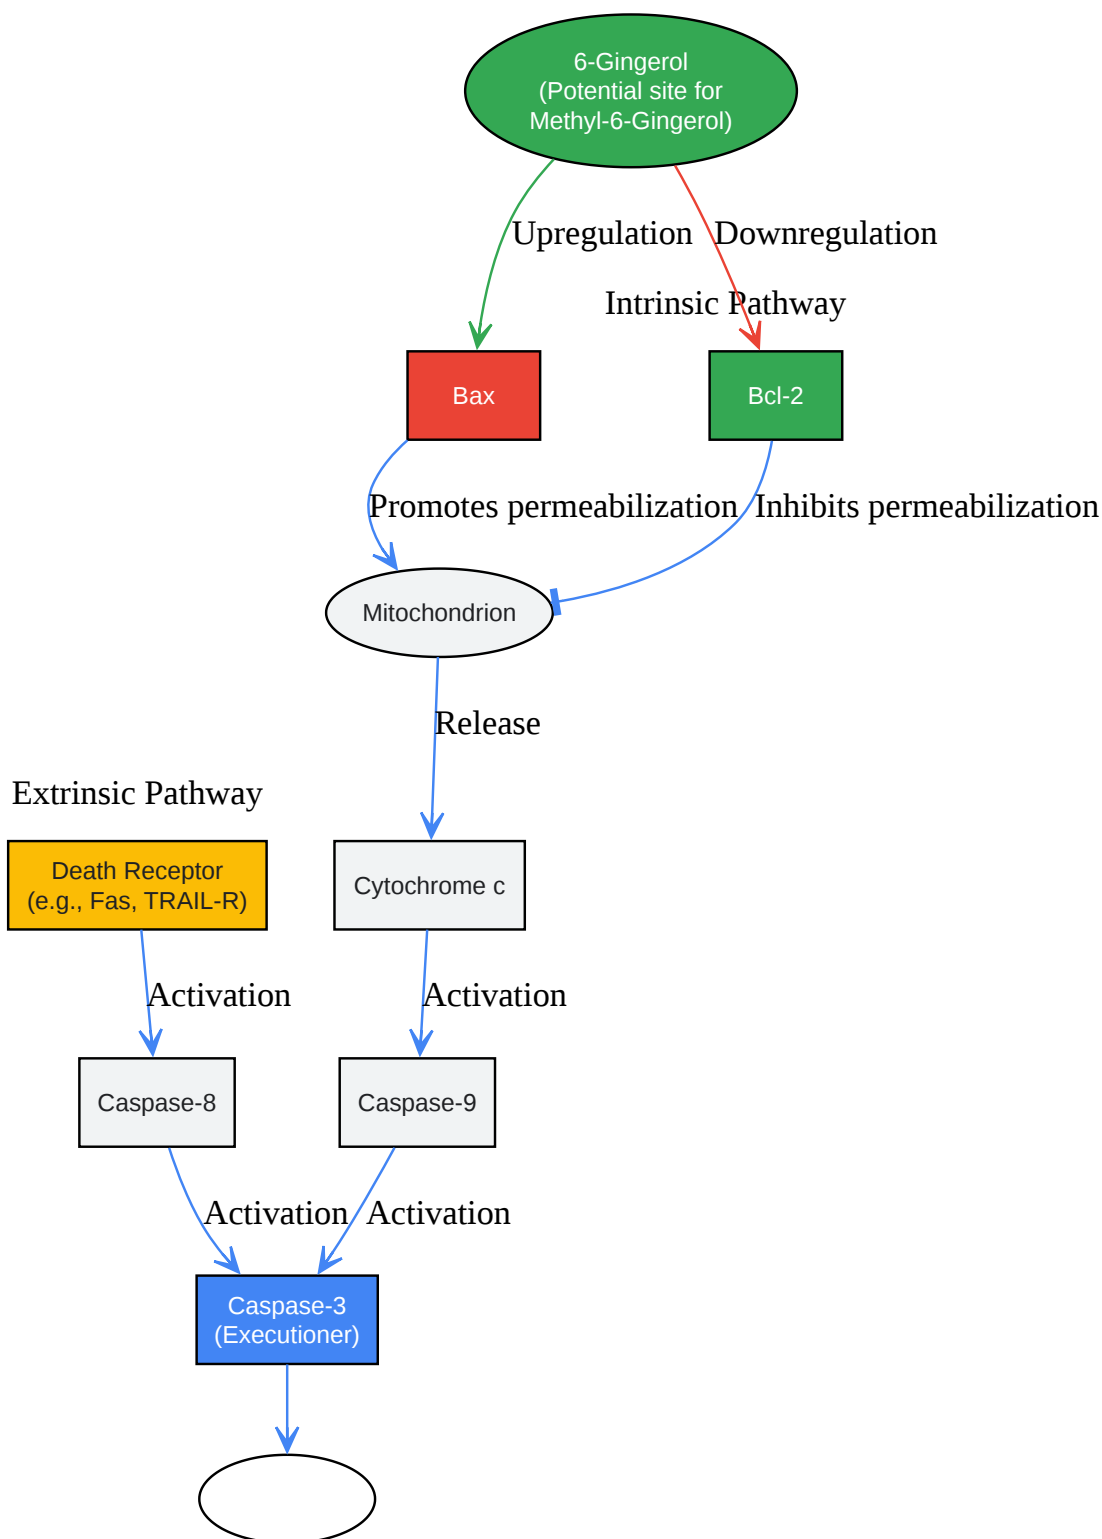 6-Gingerol
(Potential site for
Methyl-6-Gingerol)
Upregulation
Downregulation
Intrinsic Pathway
Bax
Bcl-2
Promotes permeabilization
Inhibits permeabilization
Mitochondrion
Release
Extrinsic Pathway
Death Receptor
(e.g., Fas, TRAIL-R)
Cytochrome c
Activation
Activation
Caspase-8
Caspase-9
Activation
Activation
Caspase-3
(Executioner)